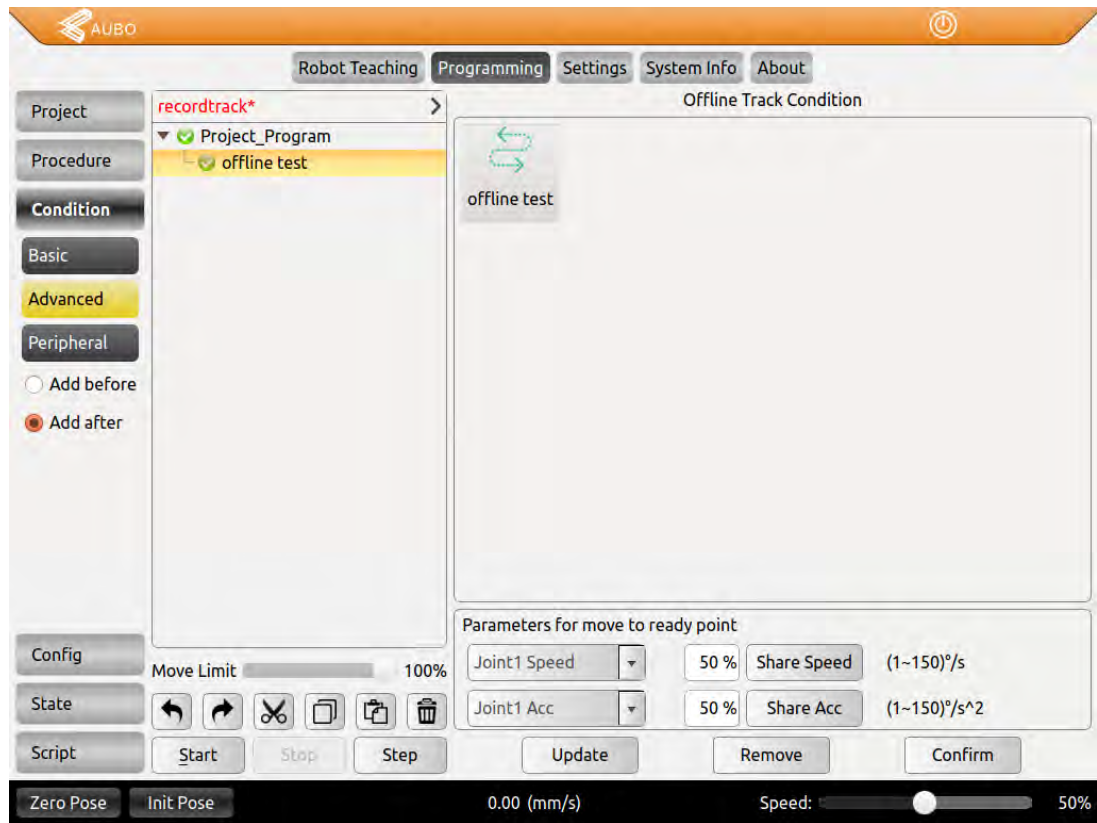 AUBO
Robot Teaching Programming Settings System Info About
Project
Procedure
Condition
Basic
Advanced
Peripheral
Add before
Add after
Config
State
Script
recordtrack*
Project_Program
offline test
Move Limit 100%
Start Stop Step
Offline Track Condition
offline test
Parameters for move to ready point
Joint1 Speed 50 % Share Speed (1~150)°/s
Joint1 Acc 50 % Share Acc (1~150)°/s^2
Update Remove Confirm
Zero Pose Init Pose 0.00 (mm/s) Speed: 50%